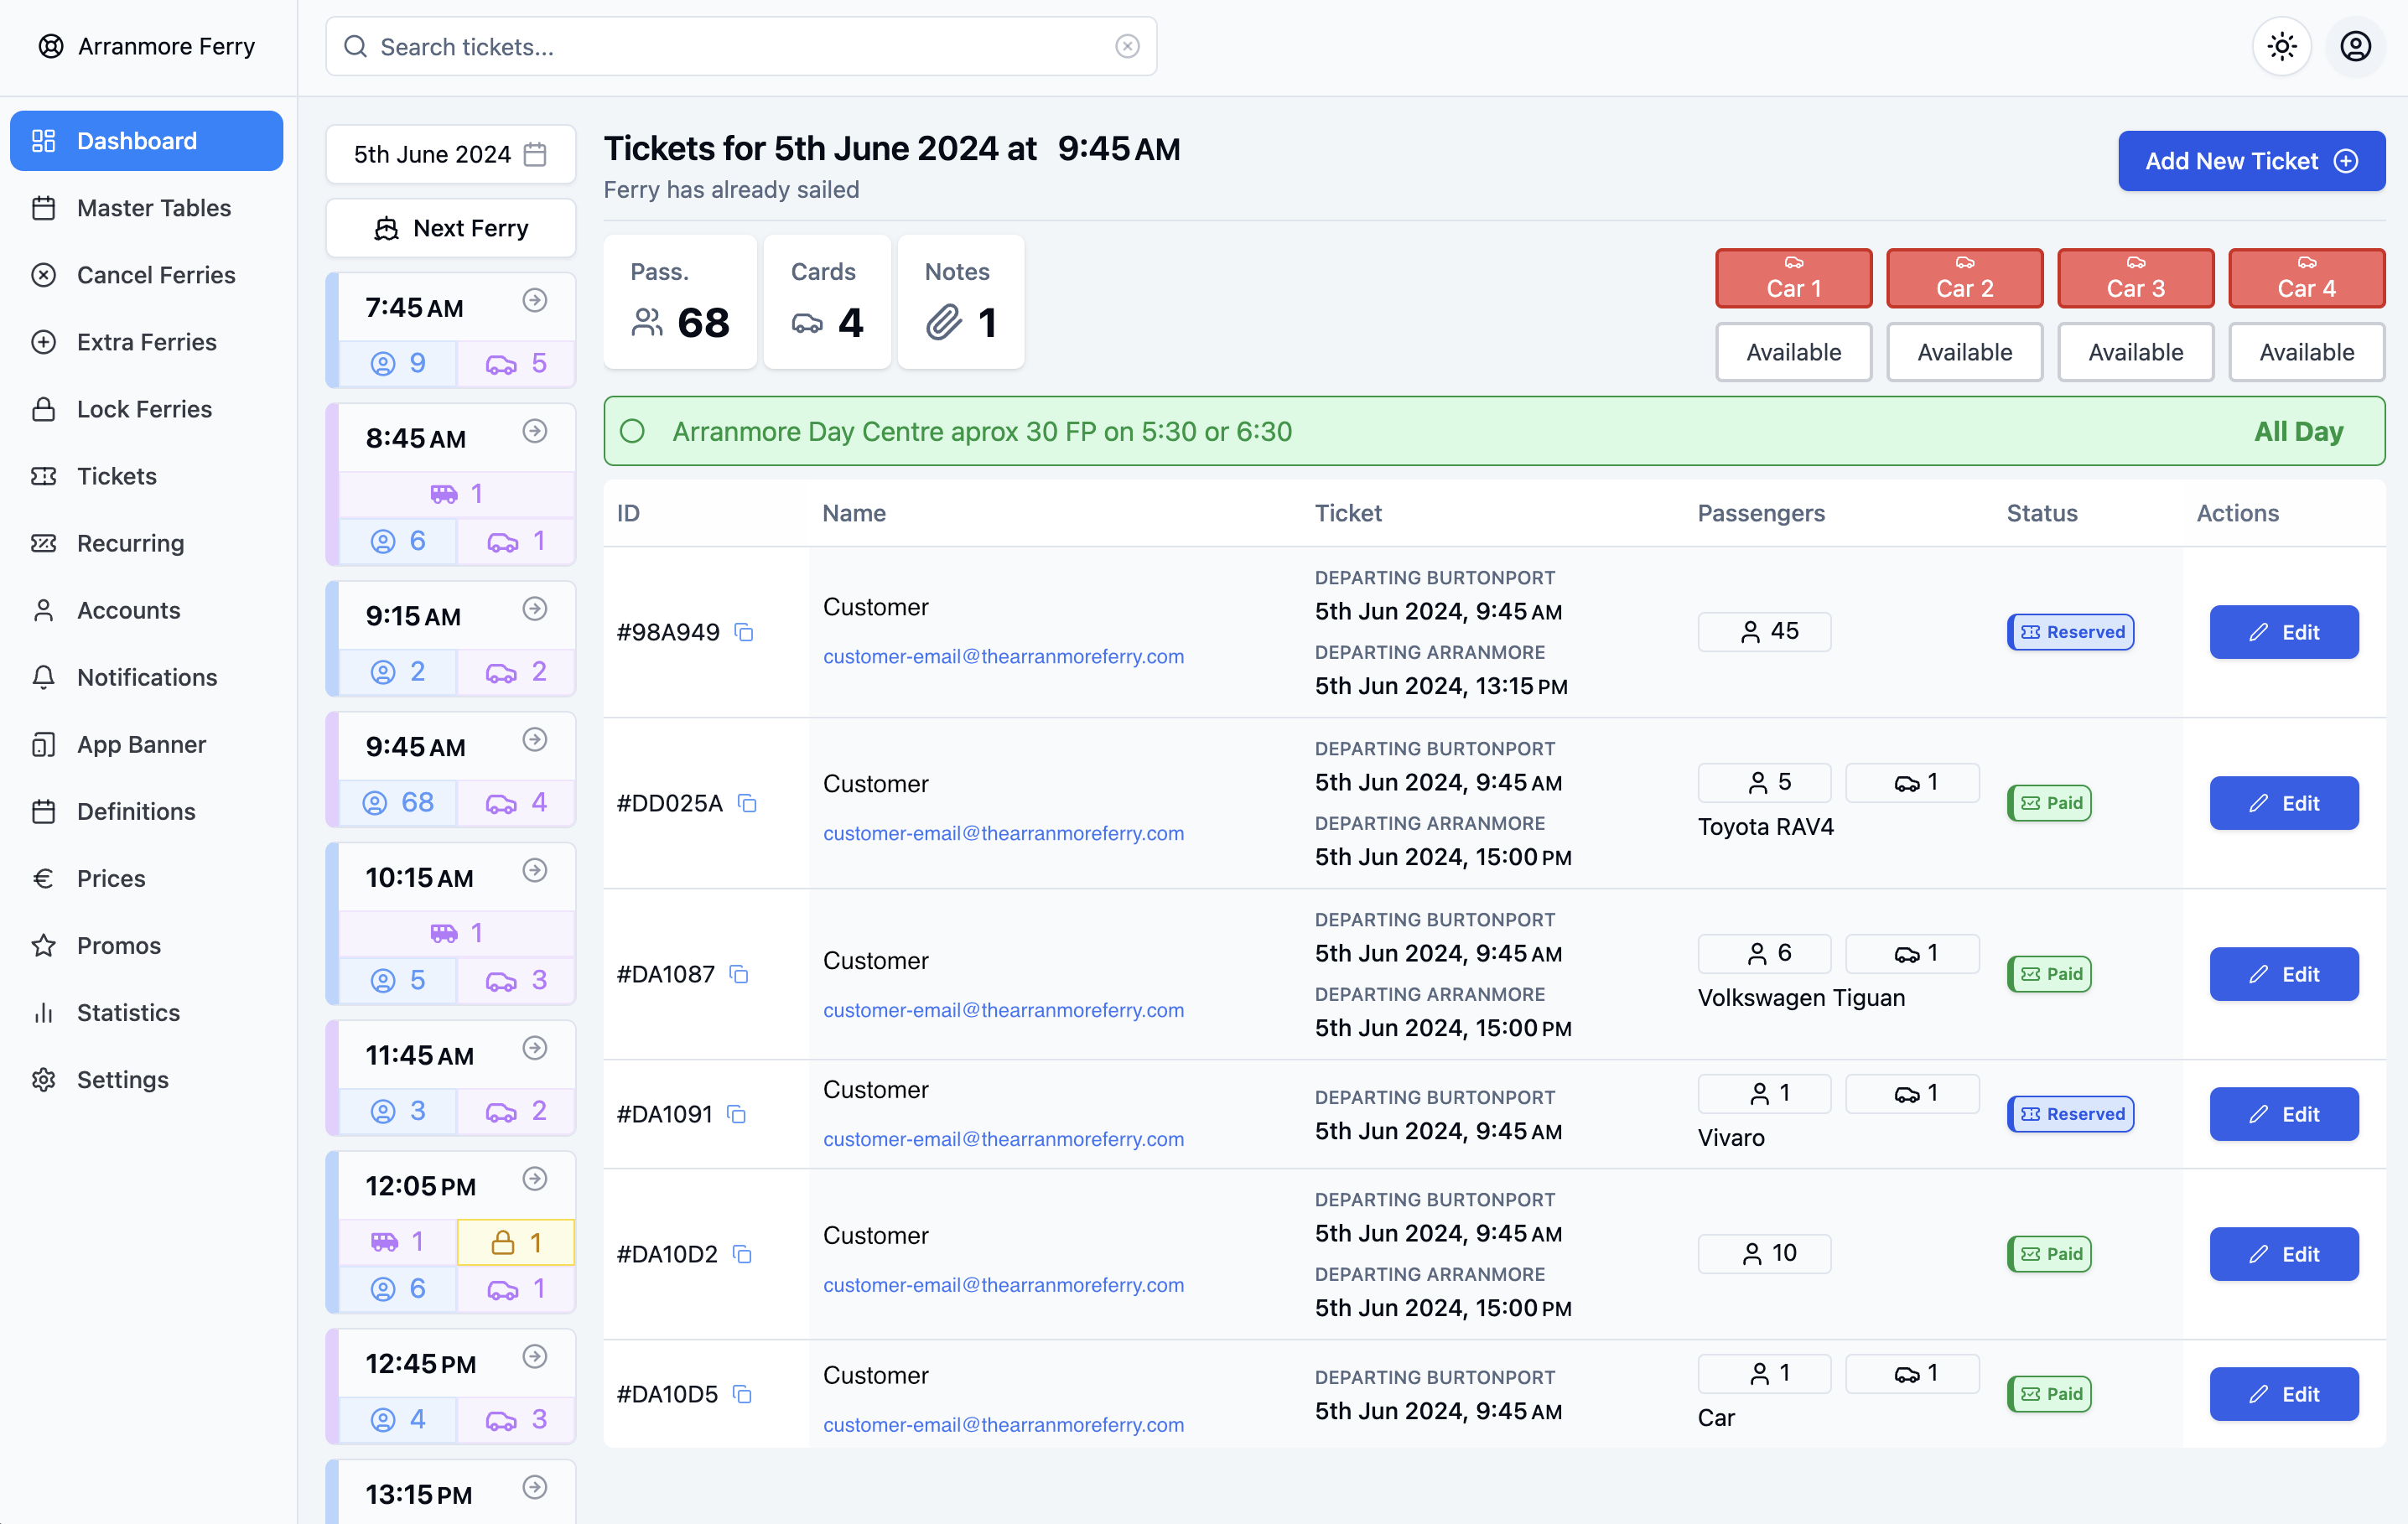 Arranmore Ferry
Search tickets...
Dashboard
Master Tables
Cancel Ferries
Extra Ferries
Lock Ferries
Tickets
Recurring
Accounts
Notifications
App Banner
Definitions
Prices
Promos
Statistics
Settings
5th June 2024
Next Ferry
7:45 AM
9 5
8:45 AM
1
6 1
9:15 AM
2 2
9:45 AM
68 4
10:15 AM
1
5 3
11:45 AM
3 2
12:05 PM
1 1
6 1
12:45 PM
4 3
13:15 PM
Tickets for 5th June 2024 at 9:45 AM
Ferry has already sailed
Add New Ticket
Pass. Cards Notes
68 4 1
Car 1 Car 2 Car 3 Car 4
Available Available Available Available
Arranmore Day Centre aprox 30 FP on 5:30 or 6:30 All Day
ID Name Ticket Passengers Status Actions
#98A949
Customer
customer-email@thearranmoreferry.com
DEPARTING BURTONPORT
5th Jun 2024, 9:45 AM
DEPARTING ARRANMORE
5th Jun 2024, 13:15 PM
45
Reserved
Edit
#DD025A
Customer
customer-email@thearranmoreferry.com
DEPARTING BURTONPORT
5th Jun 2024, 9:45 AM
DEPARTING ARRANMORE
5th Jun 2024, 15:00 PM
5 1
Toyota RAV4
Paid
Edit
#DA1087
Customer
customer-email@thearranmoreferry.com
DEPARTING BURTONPORT
5th Jun 2024, 9:45 AM
DEPARTING ARRANMORE
5th Jun 2024, 15:00 PM
6 1
Volkswagen Tiguan
Paid
Edit
#DA1091
Customer
customer-email@thearranmoreferry.com
DEPARTING BURTONPORT
5th Jun 2024, 9:45 AM
1 1
Vivaro
Reserved
Edit
#DA10D2
Customer
customer-email@thearranmoreferry.com
DEPARTING BURTONPORT
5th Jun 2024, 9:45 AM
DEPARTING ARRANMORE
5th Jun 2024, 15:00 PM
10
Paid
Edit
#DA10D5
Customer
customer-email@thearranmoreferry.com
DEPARTING BURTONPORT
5th Jun 2024, 9:45 AM
1 1
Car
Paid
Edit